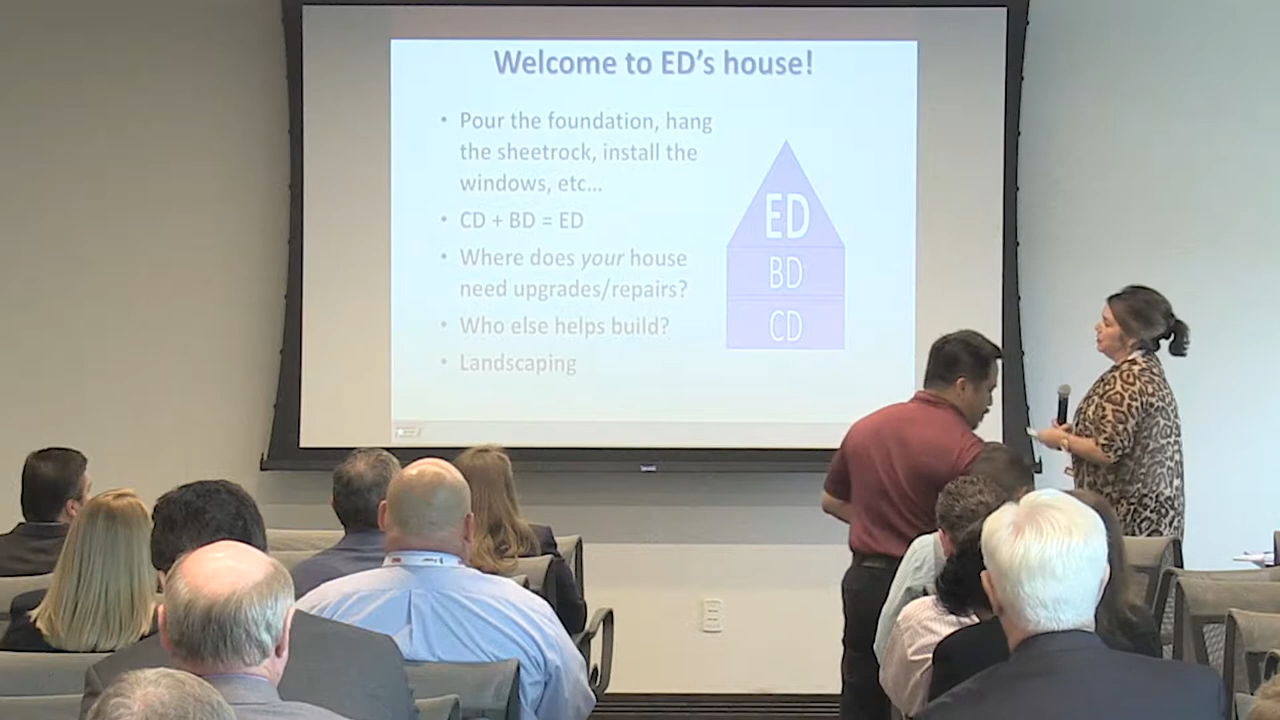 Welcome to ED's house!
• Pour the foundation, hang
the sheetrock, install the
windows, etc...
• CD + BD = ED
• Where does your house
need upgrades/repairs?
• Who else helps build?
• Landscaping
ED
BD
CD